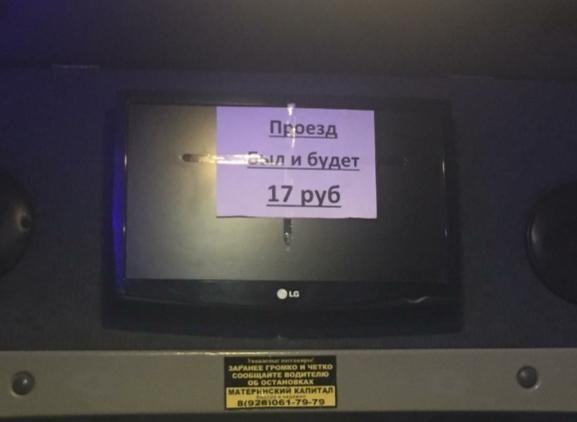 Проезд
был и будет
17 руб
LG
Уважаемые пассажиры!
ЗАРАНЕЕ ГРОМКО И ЧЕТКО
СООБЩАЙТЕ ВОДИТЕЛЮ
ОБ ОСТАНОВКАХ
МАТЕРИНСКИЙ КАПИТАЛ
8(928)061-79-79